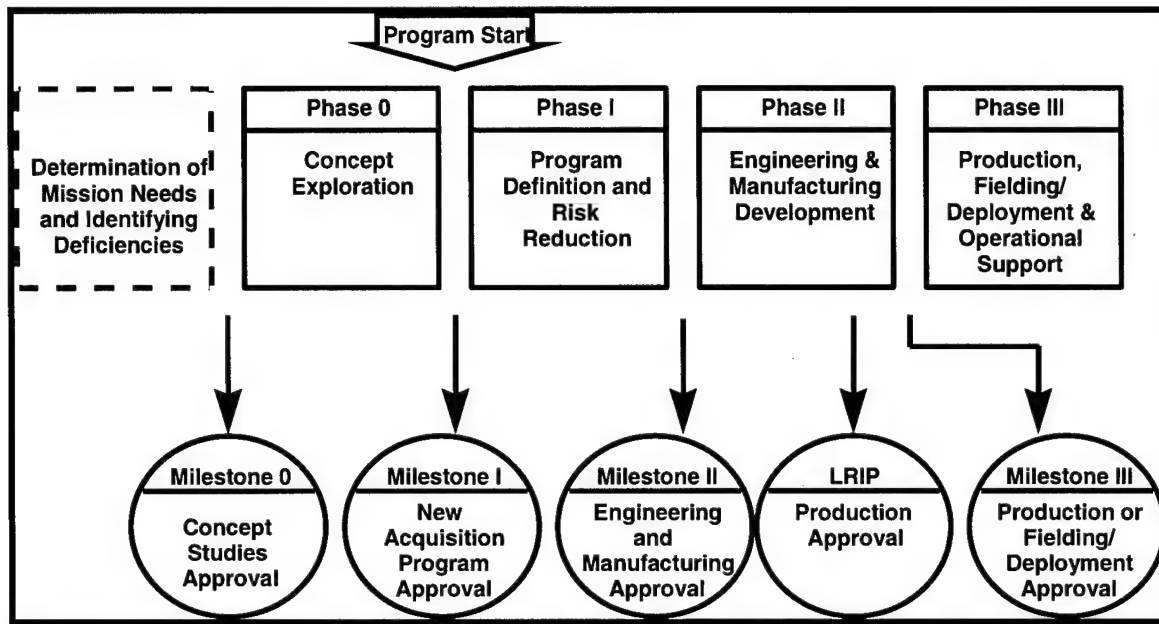 Program Start
Determination of
Mission Needs
and Identifying
Deficiencies
Phase 0
Concept
Exploration
Phase I
Program
Definition and
Risk
Reduction
Phase II
Engineering &
Manufacturing
Development
Phase III
Production,
Fielding/
Deployment &
Operational
Support
Milestone 0
Concept
Studies
Approval
Milestone I
New
Acquisition
Program
Approval
Milestone II
Engineering
and
Manufacturing
Approval
LRIP
Production
Approval
Milestone III
Production or
Fielding/
Deployment
Approval